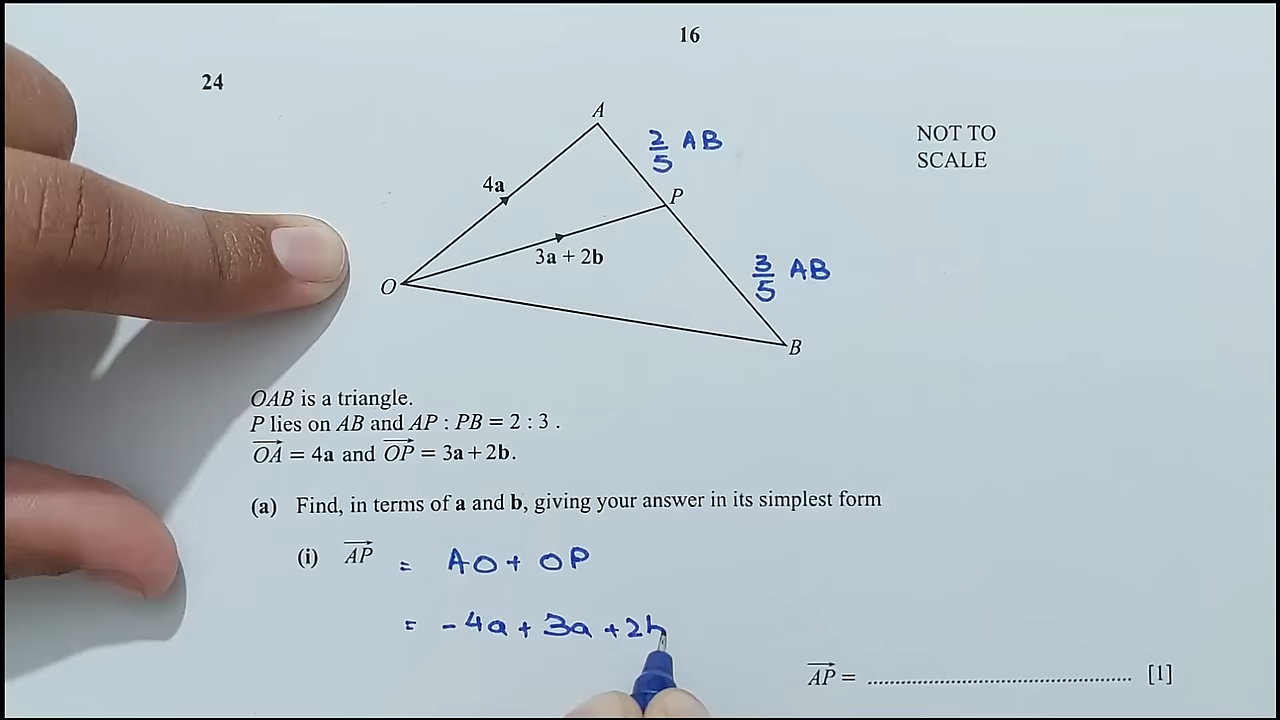 16
24
A
2/5 AB
NOT TO
SCALE
4a
P
3a + 2b
3/5 AB
O
B
OAB is a triangle.
P lies on AB and AP : PB = 2 : 3 .
OA = 4a and OP = 3a + 2b.
(a) Find, in terms of a and b, giving your answer in its simplest form
(i) AP = AO + OP
= -4a + 3a + 2b
AP = ................................................ [1]